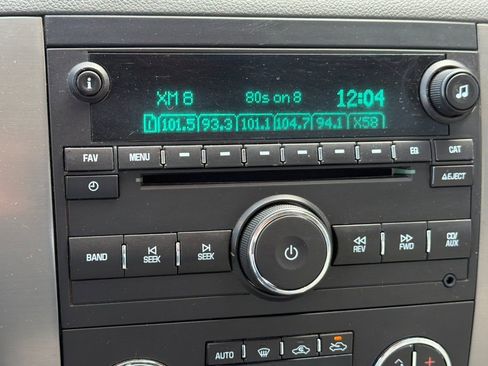 XM 8 80s on 8 12:04
1 101.5 93.3 101.1 104.7 94.1 X58
FAV MENU EQ CAT
EJECT
BAND SEEK SEEK REV FWD CD/
AUX
AUTO